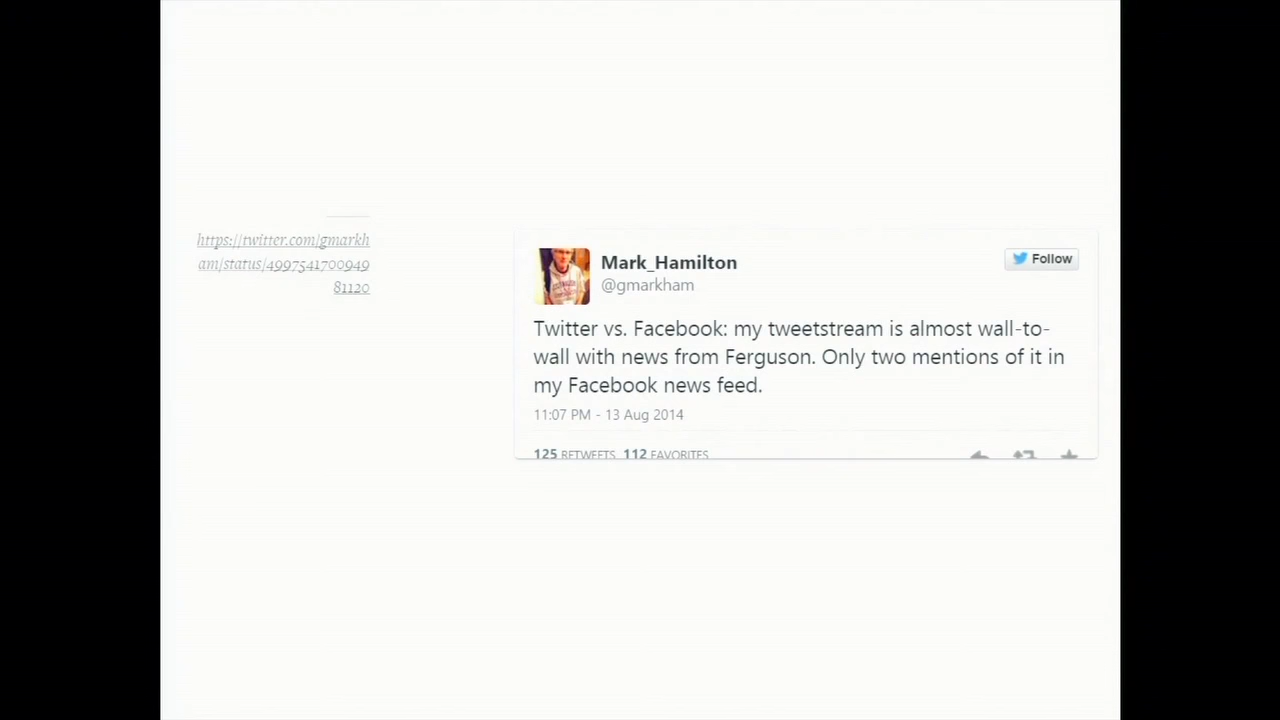 https://twitter.com/gmarkh
am/status/4997541700949
81120
Mark_Hamilton
@gmarkham
Follow
Twitter vs. Facebook: my tweetstream is almost wall-to-
wall with news from Ferguson. Only two mentions of it in
my Facebook news feed.
11:07 PM - 13 Aug 2014
125 RETWEETS 112 FAVORITES